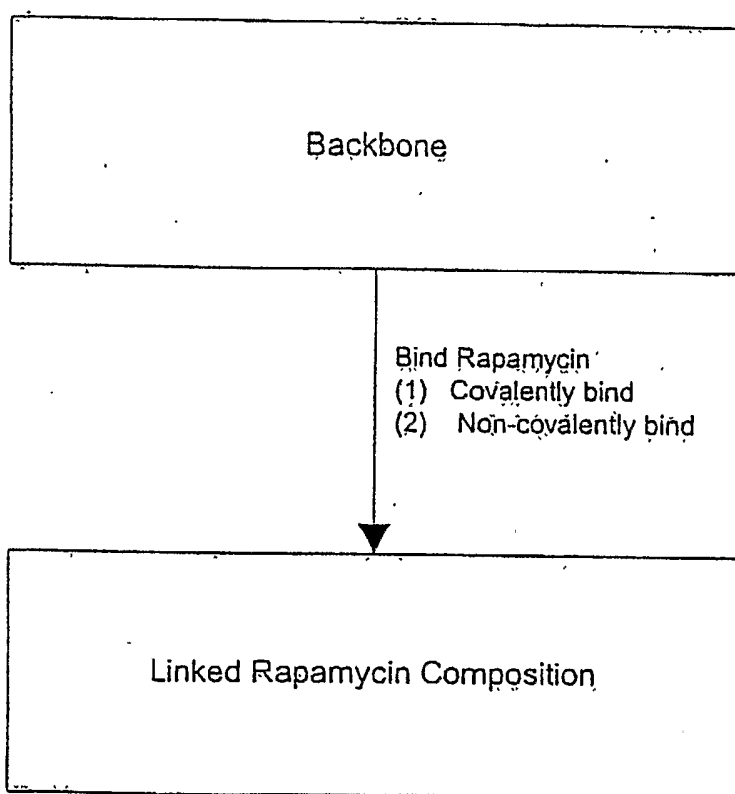 Backbone
Bind Rapamycin
(1) Covalently bind
(2) Non-covalently bind
Linked Rapamycin Composition